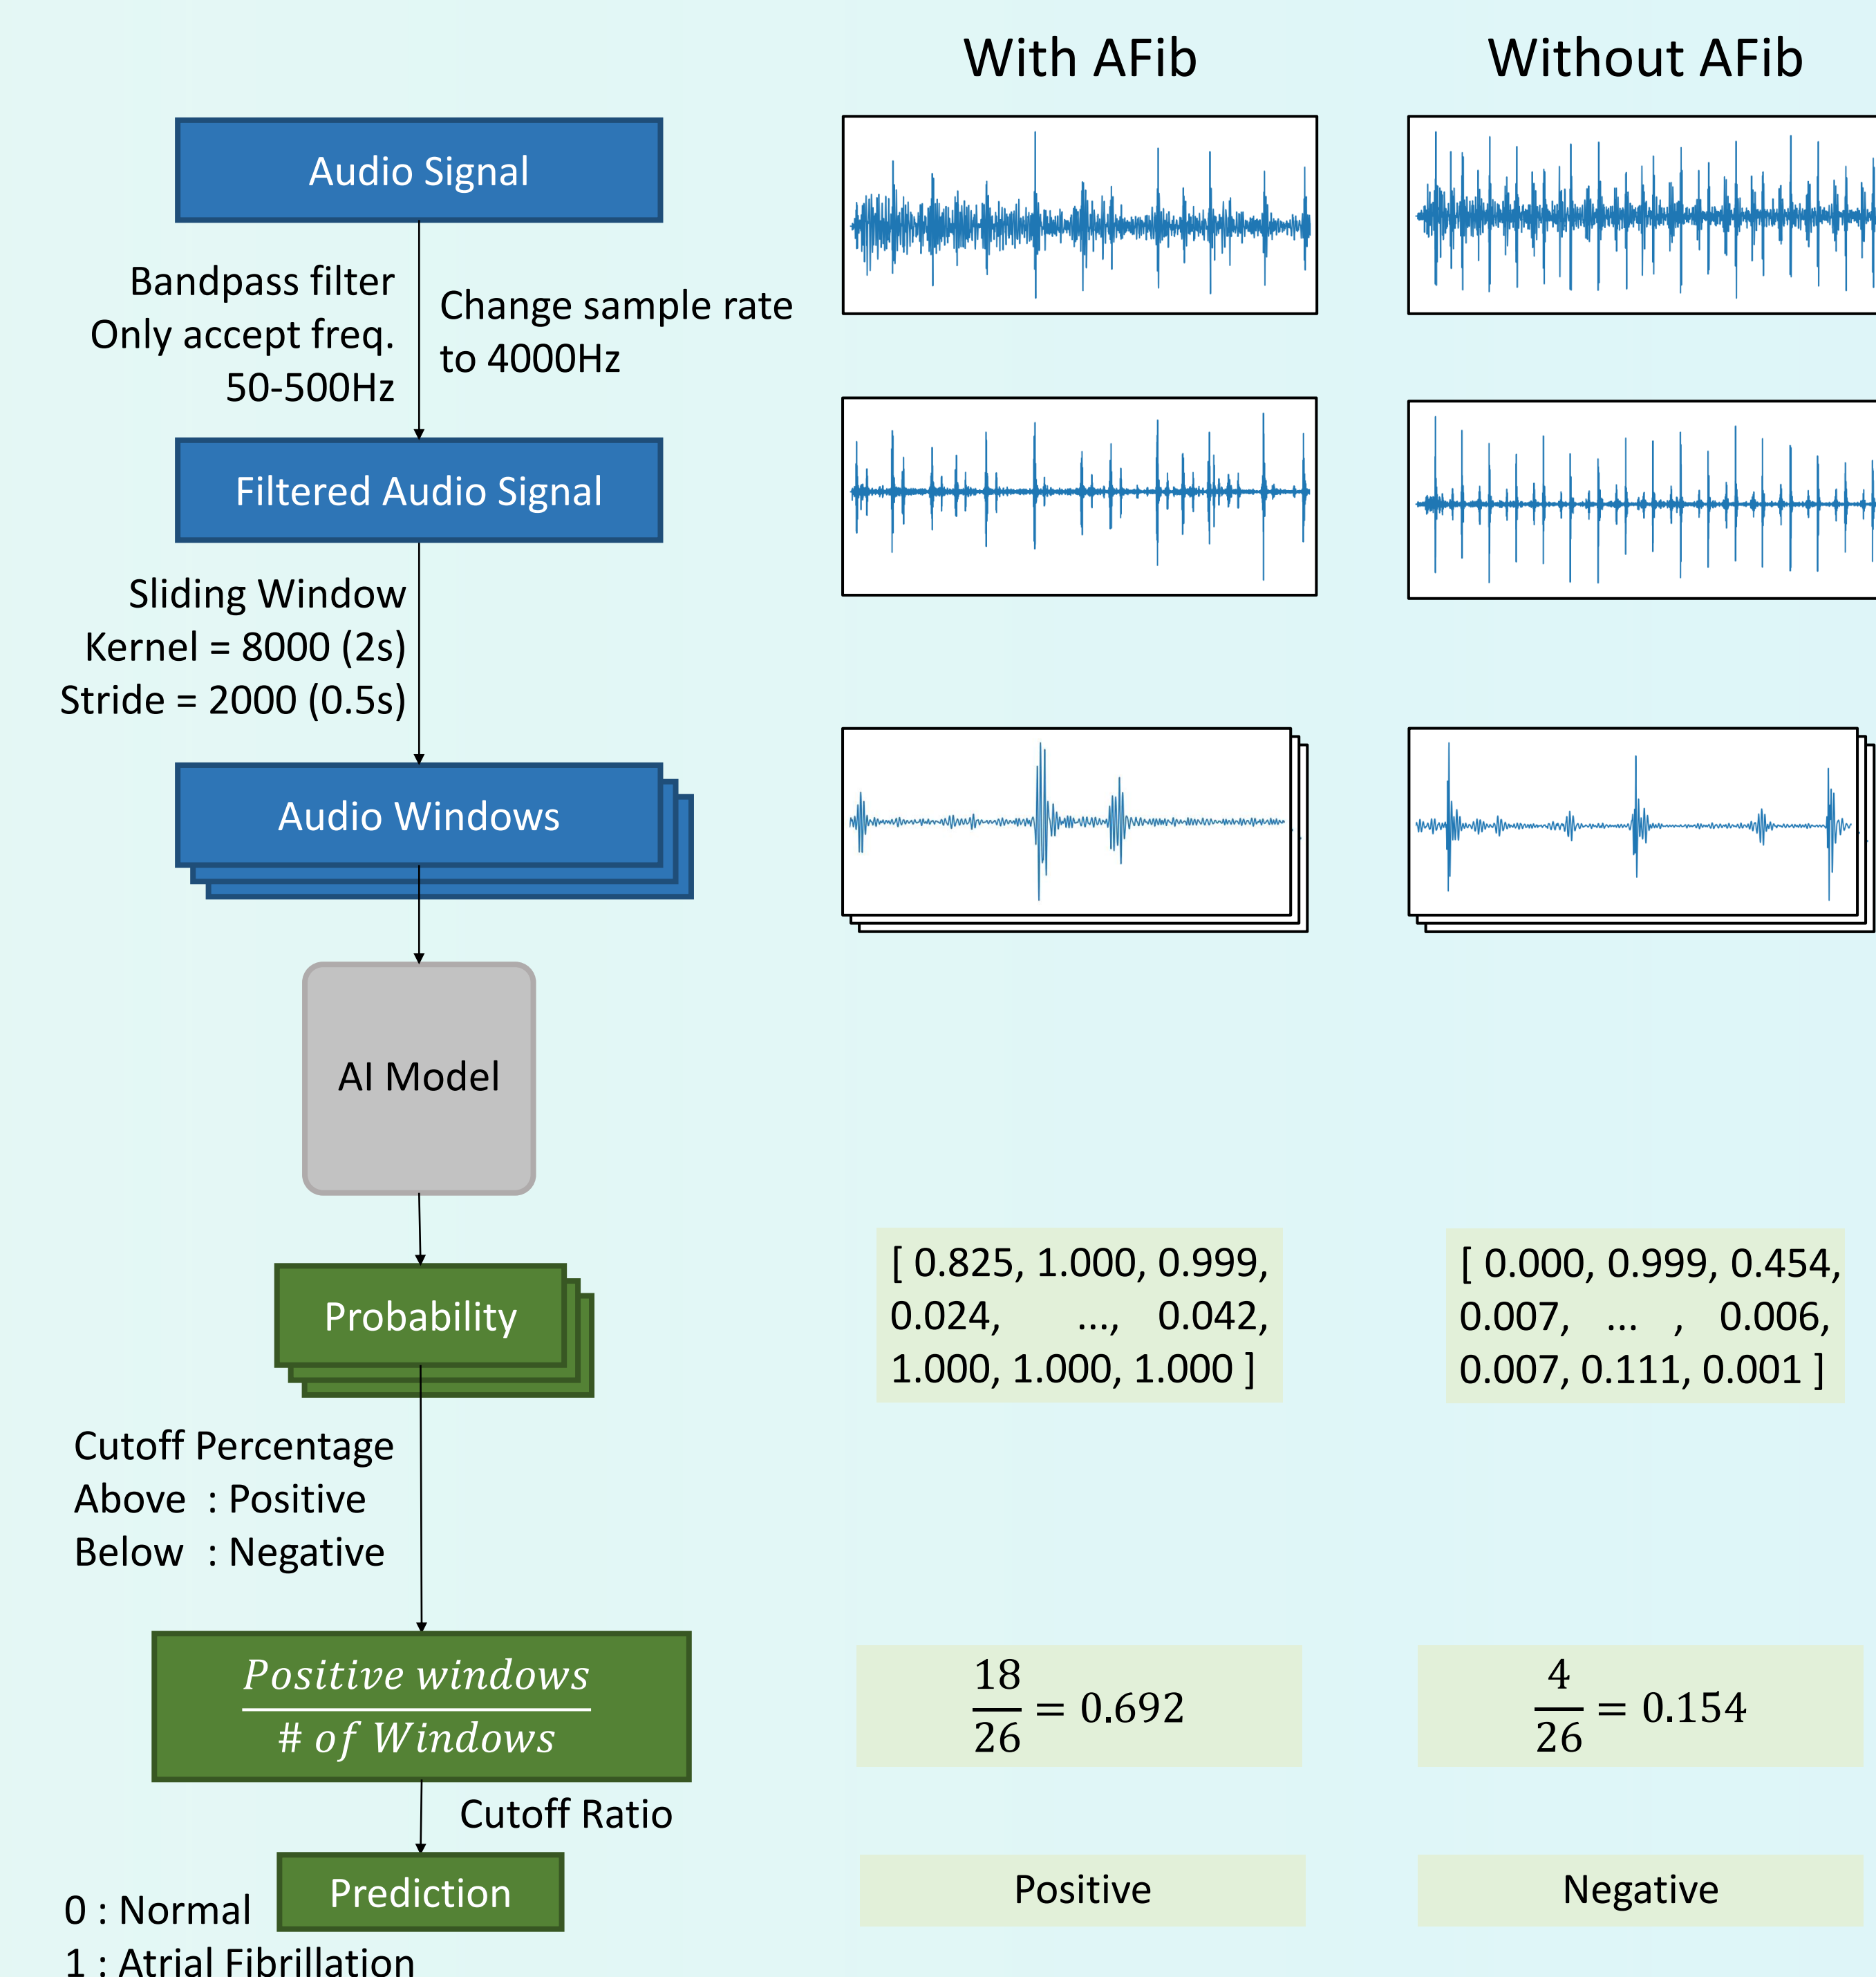 With AFib
Without AFib
Audio Signal
Bandpass filter
Only accept freq.
50-500Hz
Change sample rate
to 4000Hz
Filtered Audio Signal
Sliding Window
Kernel = 8000 (2s)
Stride = 2000 (0.5s)
Audio Windows
AI Model
Probability
[ 0.825, 1.000, 0.999,
0.024, ..., 0.042,
1.000, 1.000, 1.000 ]
[ 0.000, 0.999, 0.454,
0.007, ... , 0.006,
0.007, 0.111, 0.001 ]
Cutoff Percentage
Above : Positive
Below : Negative
Positive windows
# of Windows
18
26
= 0.692
4
26
= 0.154
Cutoff Ratio
Prediction
Positive
Negative
0 : Normal
1 : Atrial Fibrillation